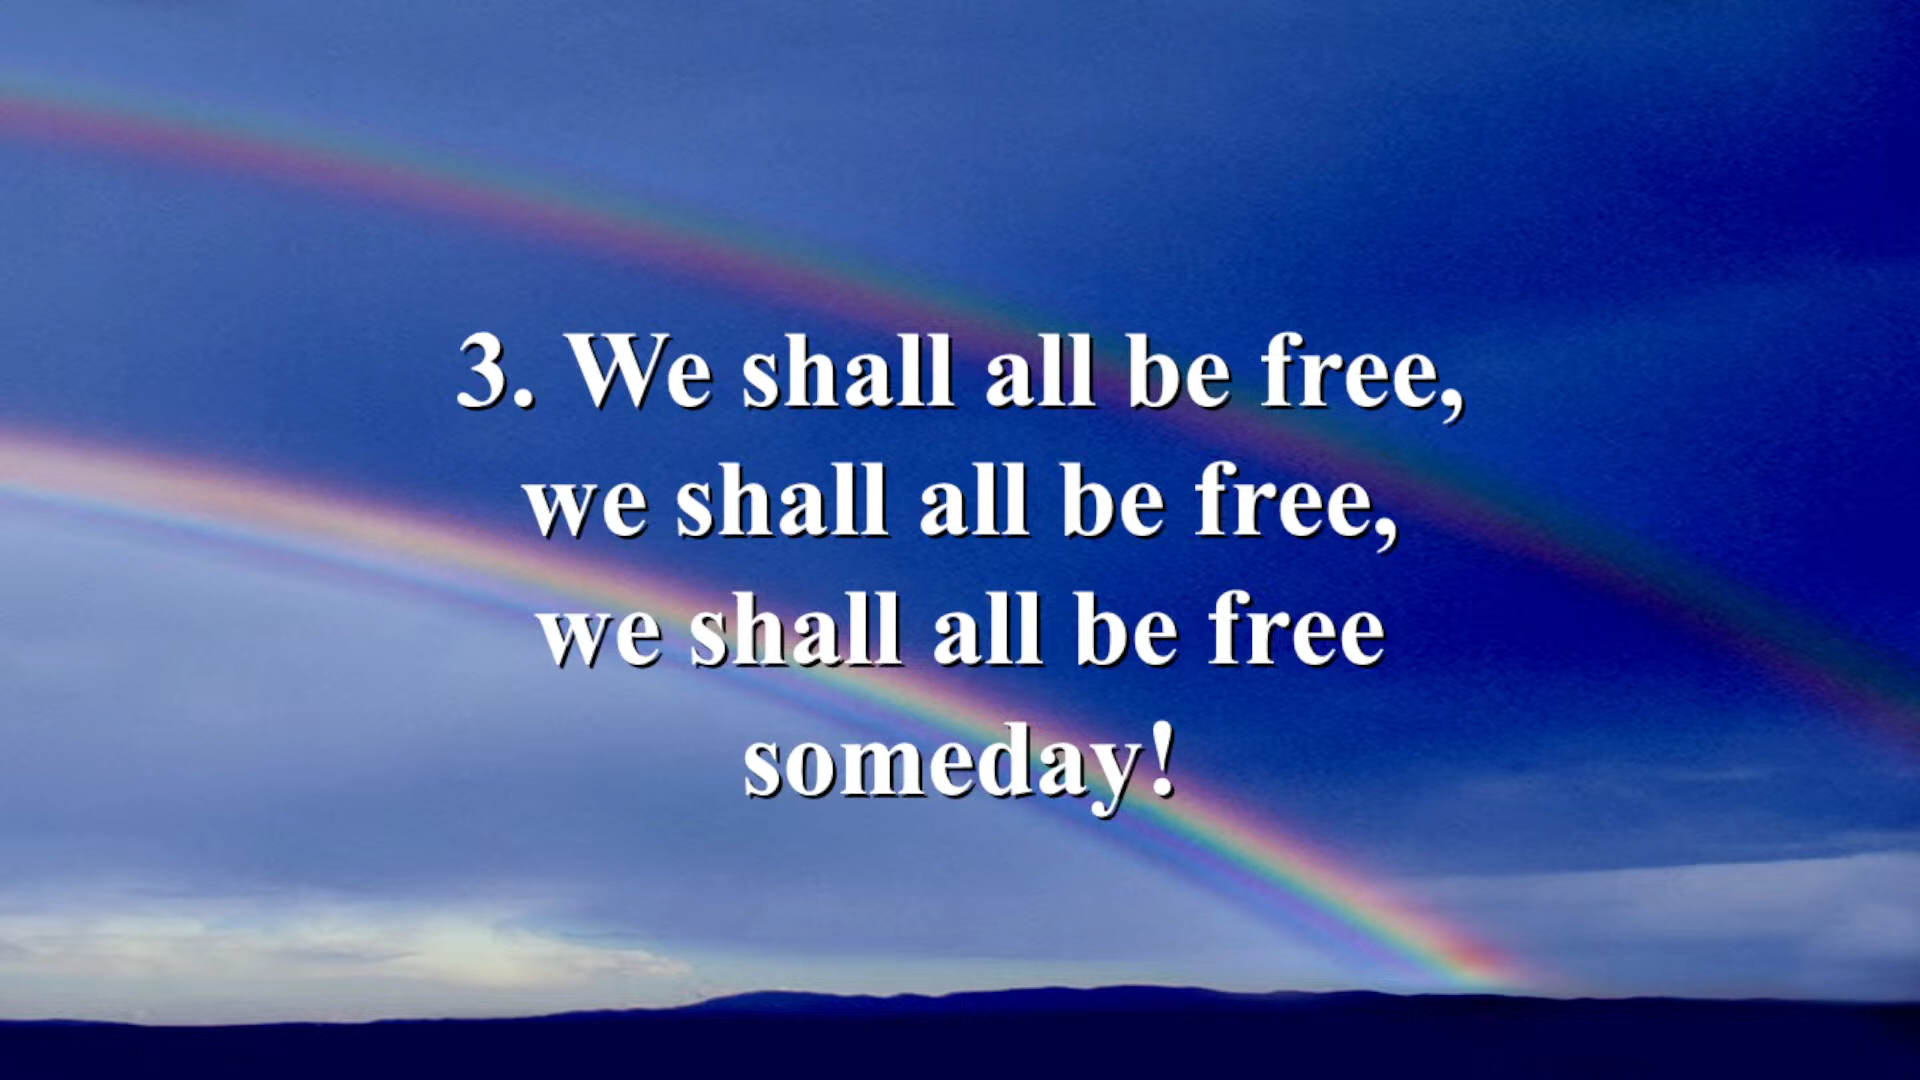 3. We shall all be free,
we shall all be free,
we shall all be free
someday!